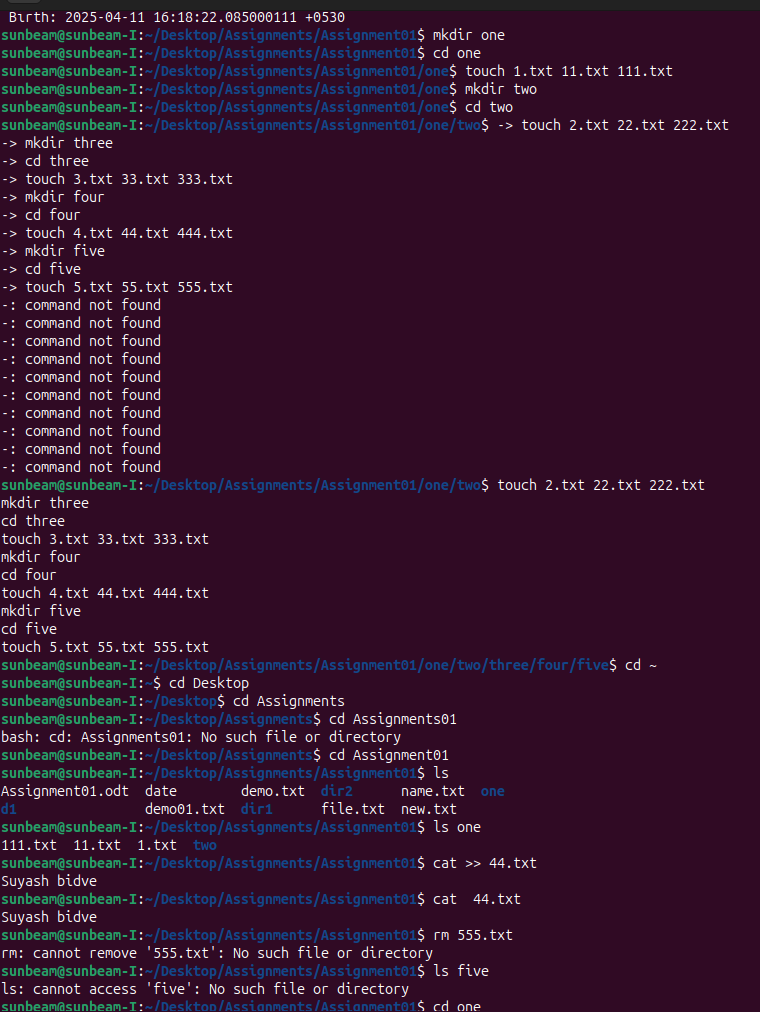 Birth: 2025-04-11 16:18:22.085000111 +0530
sunbeam@sunbeam-I:~/Desktop/Assignments/Assignment01$ mkdir one
sunbeam@sunbeam-I:~/Desktop/Assignments/Assignment01$ cd one
sunbeam@sunbeam-I:~/Desktop/Assignments/Assignment01/one$ touch 1.txt 11.txt 111.txt
sunbeam@sunbeam-I:~/Desktop/Assignments/Assignment01/one$ mkdir two
sunbeam@sunbeam-I:~/Desktop/Assignments/Assignment01/one$ cd two
sunbeam@sunbeam-I:~/Desktop/Assignments/Assignment01/one/two$ -> touch 2.txt 22.txt 222.txt
-> mkdir three
-> cd three
-> touch 3.txt 33.txt 333.txt
-> mkdir four
-> cd four
-> touch 4.txt 44.txt 444.txt
-> mkdir five
-> cd five
-> touch 5.txt 55.txt 555.txt
-: command not found
-: command not found
-: command not found
-: command not found
-: command not found
-: command not found
-: command not found
-: command not found
-: command not found
-: command not found
sunbeam@sunbeam-I:~/Desktop/Assignments/Assignment01/one/two$ touch 2.txt 22.txt 222.txt
mkdir three
cd three
touch 3.txt 33.txt 333.txt
mkdir four
cd four
touch 4.txt 44.txt 444.txt
mkdir five
cd five
touch 5.txt 55.txt 555.txt
sunbeam@sunbeam-I:~/Desktop/Assignments/Assignment01/one/two/three/four/five$ cd ~
sunbeam@sunbeam-I:~$ cd Desktop
sunbeam@sunbeam-I:~/Desktop$ cd Assignments
sunbeam@sunbeam-I:~/Desktop/Assignments$ cd Assignments01
bash: cd: Assignments01: No such file or directory
sunbeam@sunbeam-I:~/Desktop/Assignments$ cd Assignment01
sunbeam@sunbeam-I:~/Desktop/Assignments/Assignment01$ ls
Assignment01.odt  date        demo.txt  dir2      name.txt  one
d1                demo01.txt  dir1      file.txt  new.txt
sunbeam@sunbeam-I:~/Desktop/Assignments/Assignment01$ ls one
111.txt  11.txt  1.txt  two
sunbeam@sunbeam-I:~/Desktop/Assignments/Assignment01$ cat >> 44.txt
Suyash bidve
sunbeam@sunbeam-I:~/Desktop/Assignments/Assignment01$ cat  44.txt
Suyash bidve
sunbeam@sunbeam-I:~/Desktop/Assignments/Assignment01$ rm 555.txt
rm: cannot remove '555.txt': No such file or directory
sunbeam@sunbeam-I:~/Desktop/Assignments/Assignment01$ ls five
ls: cannot access 'five': No such file or directory
sunbeam@sunbeam-I:~/Desktop/Assignments/Assignment01$ cd one